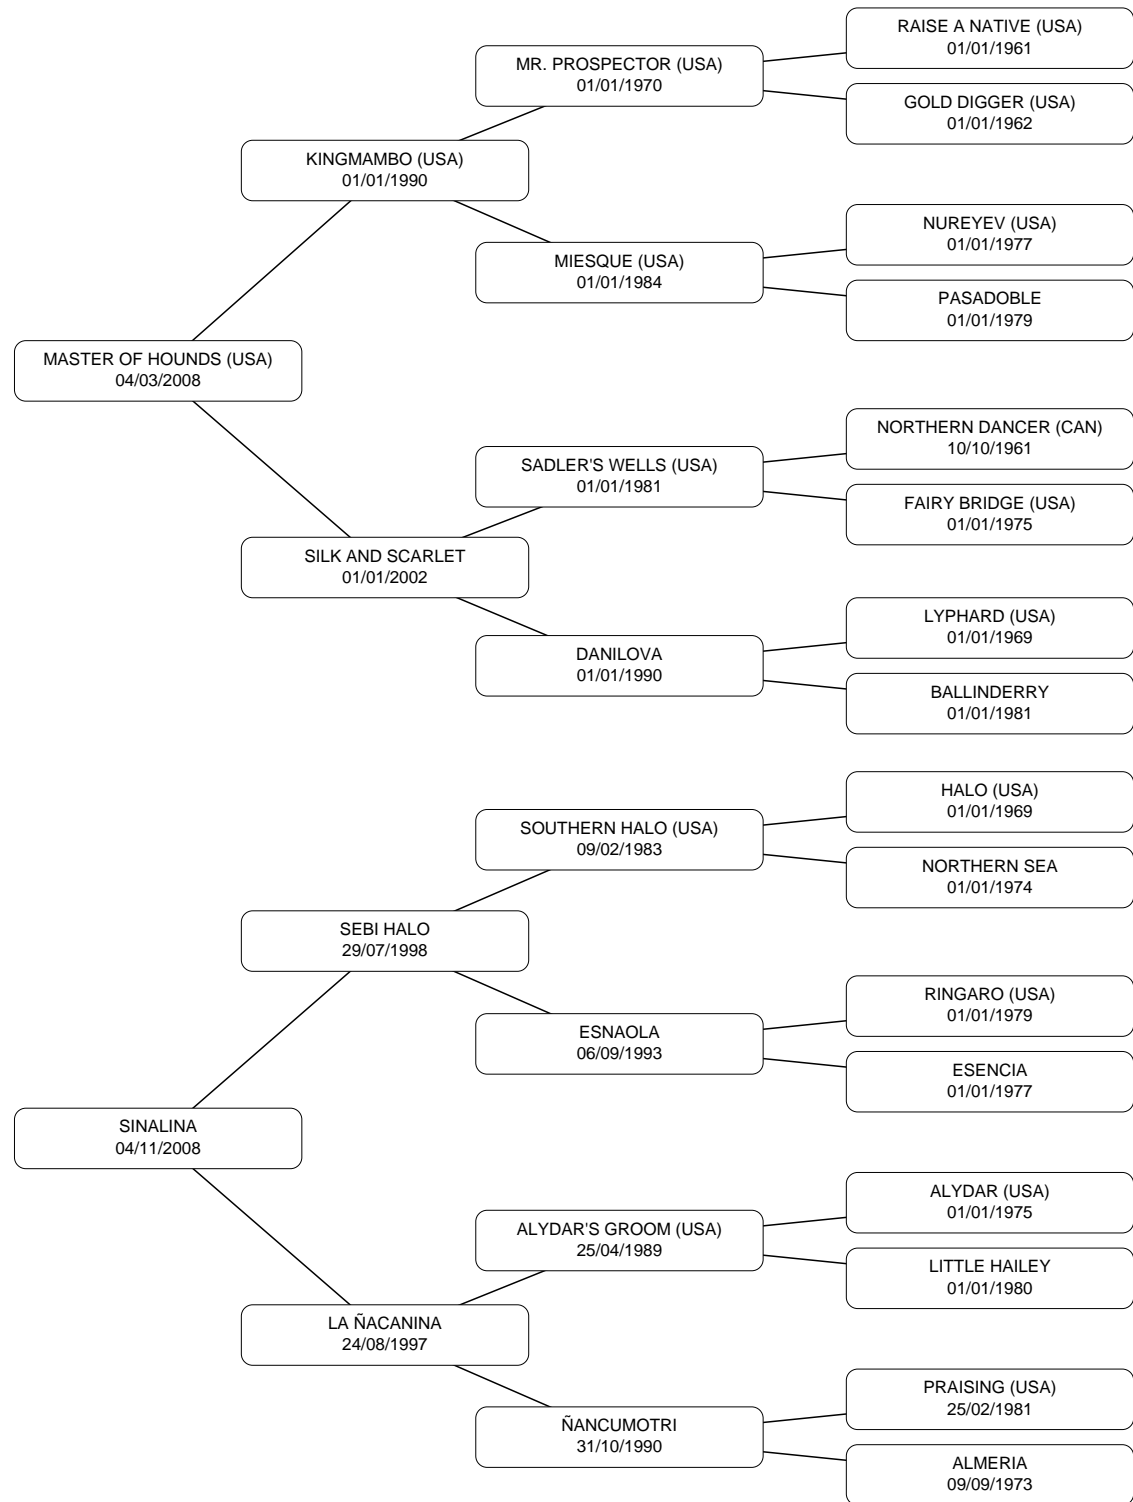 RAISE A NATIVE (USA)
01/01/1961
MR. PROSPECTOR (USA)
01/01/1970
GOLD DIGGER (USA)
01/01/1962
KINGMAMBO (USA)
01/01/1990
NUREYEV (USA)
01/01/1977
MIESQUE (USA)
01/01/1984
PASADOBLE
01/01/1979
MASTER OF HOUNDS (USA)
04/03/2008
NORTHERN DANCER (CAN)
10/10/1961
SADLER'S WELLS (USA)
01/01/1981
FAIRY BRIDGE (USA)
01/01/1975
SILK AND SCARLET
01/01/2002
LYPHARD (USA)
01/01/1969
DANILOVA
01/01/1990
BALLINDERRY
01/01/1981
HALO (USA)
01/01/1969
SOUTHERN HALO (USA)
09/02/1983
NORTHERN SEA
01/01/1974
SEBI HALO
29/07/1998
RINGARO (USA)
01/01/1979
ESNAOLA
06/09/1993
ESENCIA
01/01/1977
SINALINA
04/11/2008
ALYDAR (USA)
01/01/1975
ALYDAR'S GROOM (USA)
25/04/1989
LITTLE HAILEY
01/01/1980
LA ÑACANINA
24/08/1997
PRAISING (USA)
25/02/1981
ÑANCUMOTRI
31/10/1990
ALMERIA
09/09/1973